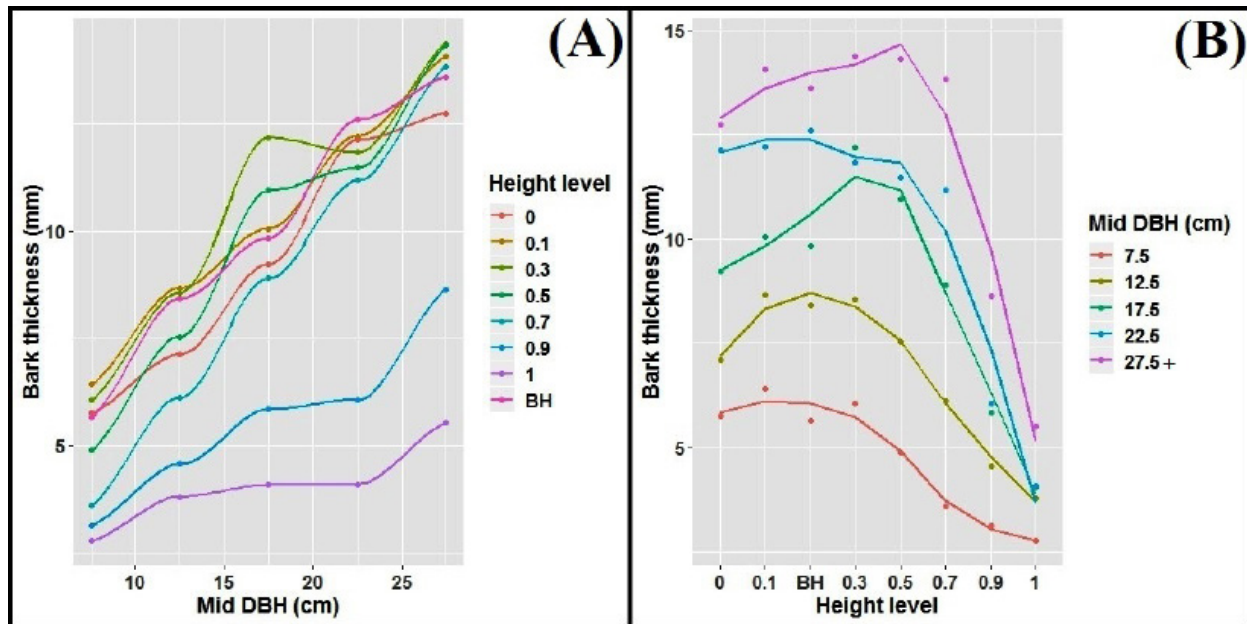 (A)
Bark thickness (mm)
10
5
10
15
20
25
Mid DBH (cm)
Height level
0
0.1
0.3
0.5
0.7
0.9
1
BH
(B)
Bark thickness (mm)
15
10
5
0 0.1 BH 0.3 0.5 0.7 0.9 1
Height level
Mid DBH (cm)
7.5
12.5
17.5
22.5
27.5+